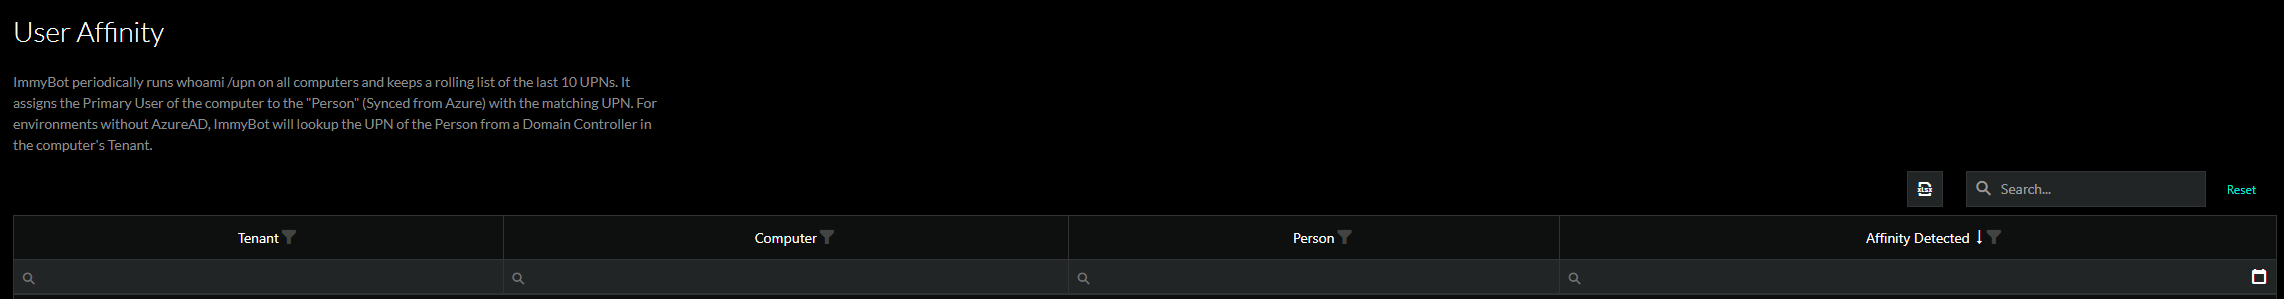 User Affinity
ImmyBot periodically runs whoami /upn on all computers and keeps a rolling list of the last 10 UPNs. It
assigns the Primary User of the computer to the "Person" (Synced from Azure) with the matching UPN. For
environments without AzureAD, ImmyBot will lookup the UPN of the Person from a Domain Controller in
the computer's Tenant.
XLSX Search... Reset
Tenant Computer Person Affinity Detected